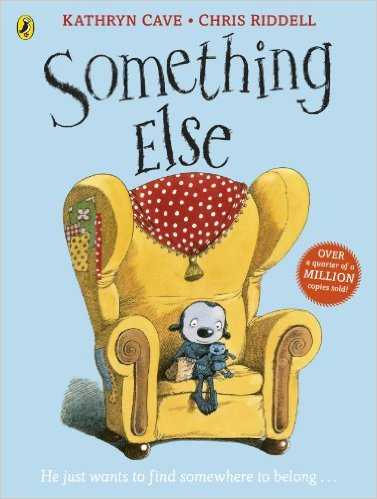 KATHRYN CAVE • CHRIS RIDDELL
Something
Else
OVER
a quarter of a
MILLION
copies sold!
He just wants to find somewhere to belong . . .